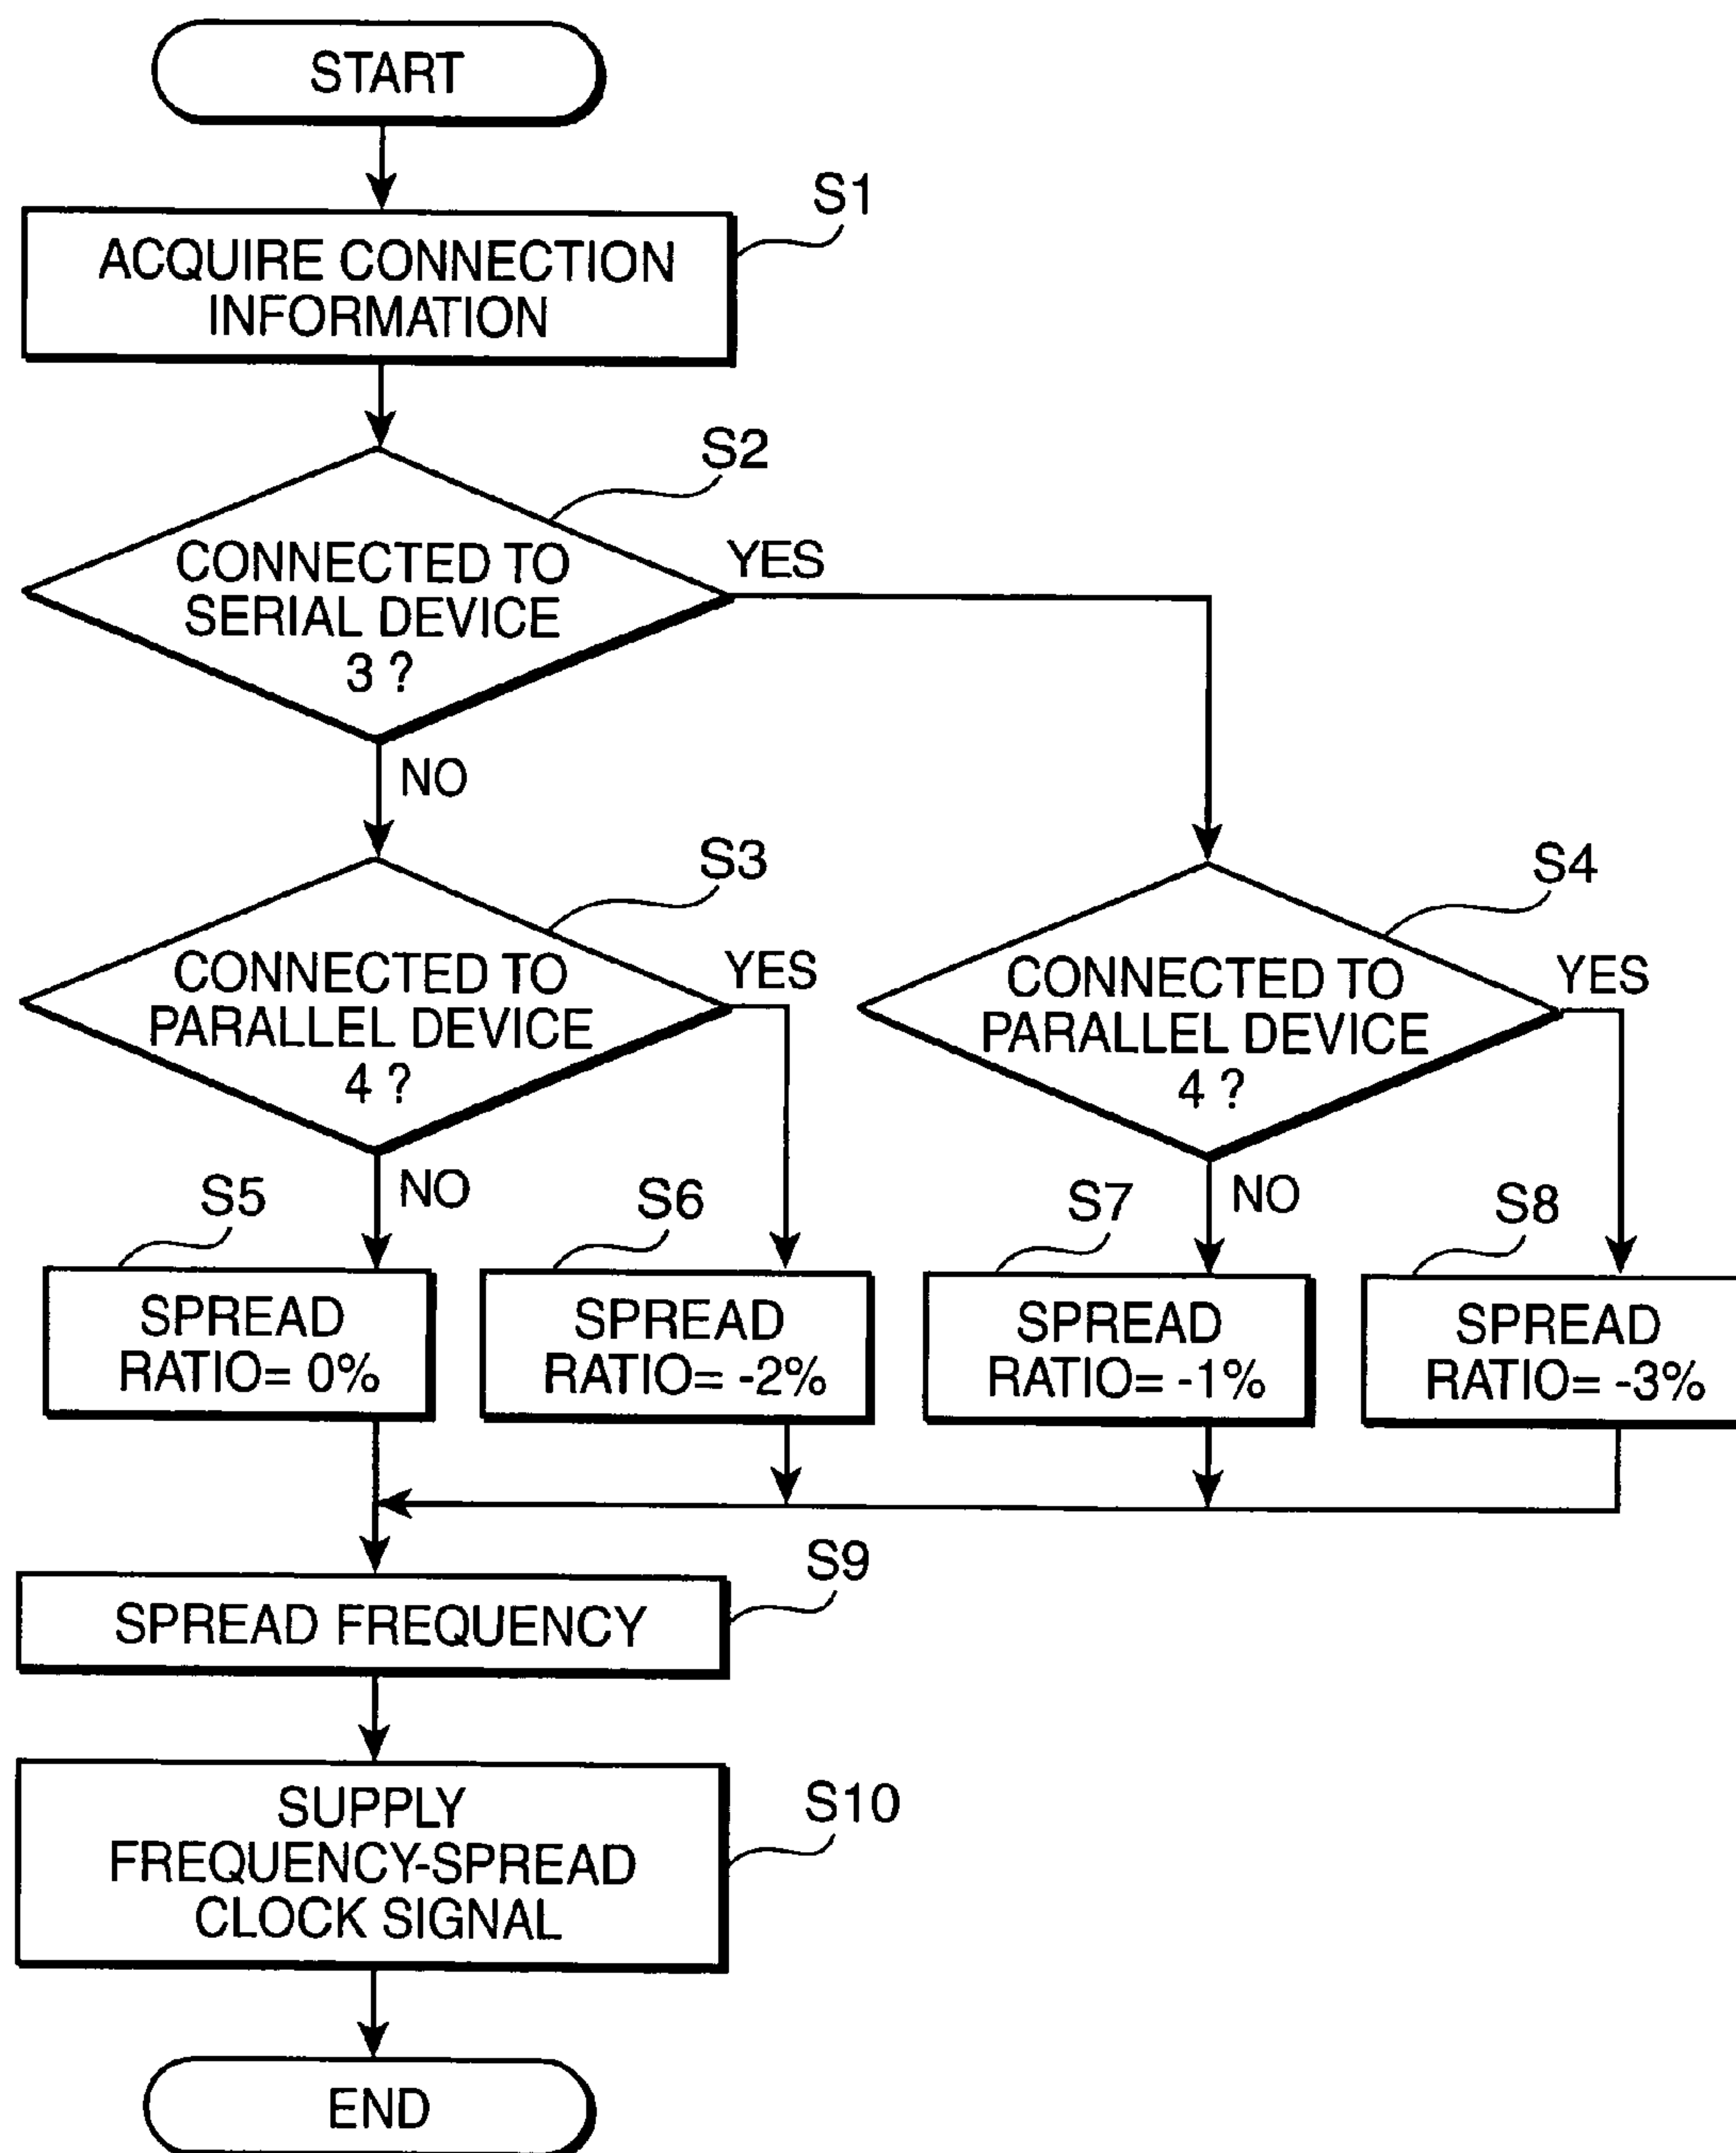 START
S1
ACQUIRE CONNECTION
INFORMATION
S2
CONNECTED TO
SERIAL DEVICE
3 ?
YES
NO
S3
CONNECTED TO
PARALLEL DEVICE
4 ?
YES
NO
S4
CONNECTED TO
PARALLEL DEVICE
4 ?
YES
NO
S5
SPREAD
RATIO= 0%
S6
SPREAD
RATIO= -2%
S7
SPREAD
RATIO= -1%
S8
SPREAD
RATIO= -3%
S9
SPREAD FREQUENCY
S10
SUPPLY
FREQUENCY-SPREAD
CLOCK SIGNAL
END